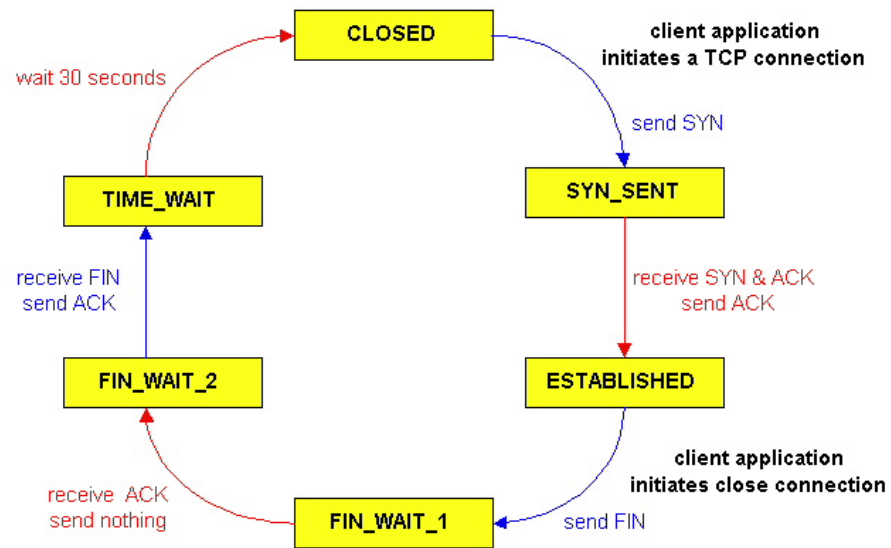 CLOSED
client application
initiates a TCP connection
wait 30 seconds
send SYN
TIME_WAIT
SYN_SENT
receive FIN
send ACK
receive SYN & ACK
send ACK
FIN_WAIT_2
ESTABLISHED
client application
initiates close connection
receive ACK
send nothing
FIN_WAIT_1
send FIN